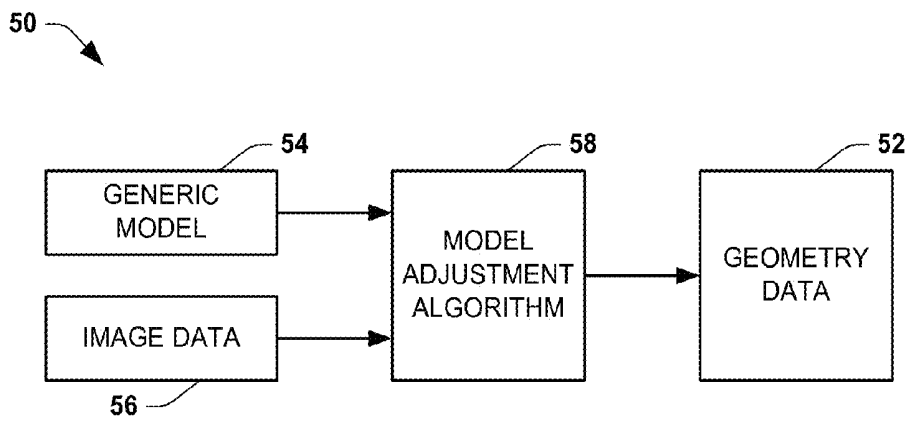 50
54
58
52
GENERIC
MODEL
MODEL
ADJUSTMENT
ALGORITHM
GEOMETRY
DATA
IMAGE DATA
56